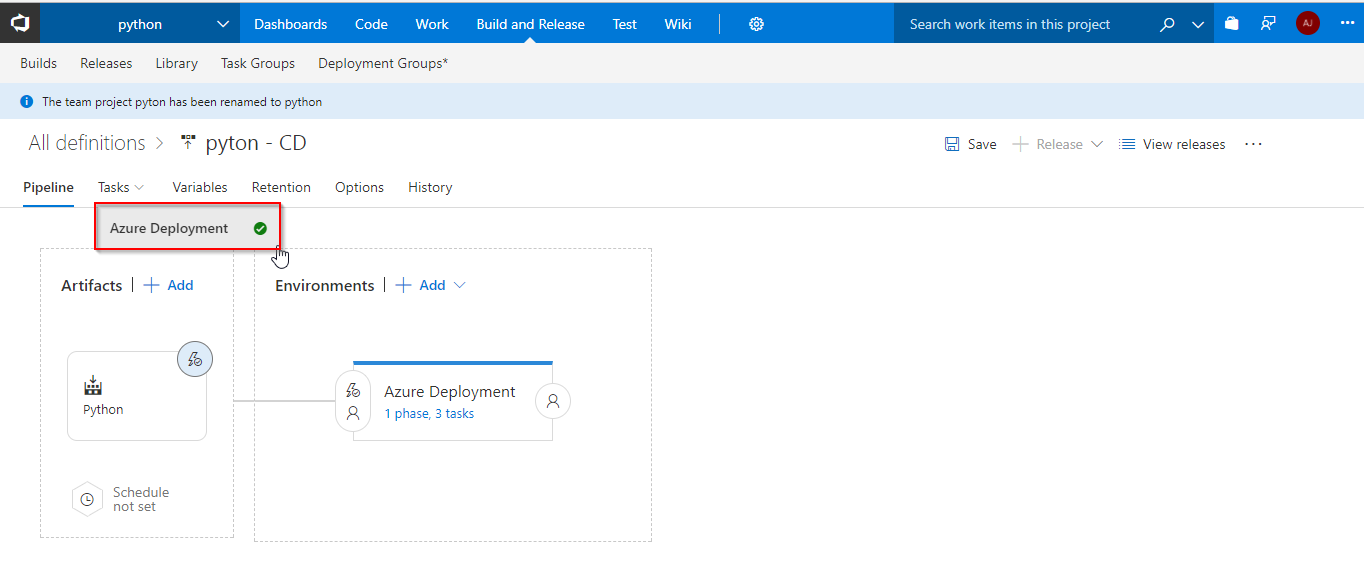 python Dashboards Code Work Build and Release Test Wiki Search work items in this project AJ
Builds Releases Library Task Groups Deployment Groups*
The team project pyton has been renamed to python
All definitions pyton - CD Save Release View releases
Pipeline Tasks Variables Retention Options History
Azure Deployment
Artifacts Add Environments Add
Azure Deployment
Python 1 phase, 3 tasks
Schedule
not set